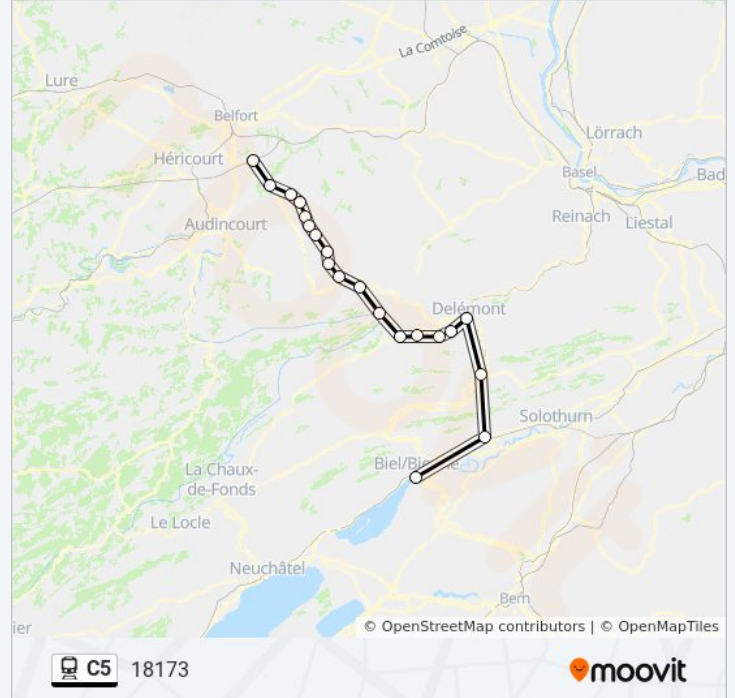 La Comtoise
Lure
Belfort
Lörrach
Héricourt
Basel
Bad
Reinach
Liestal
Audincourt
Delémont
Solothurn
Biel/Bienne
La Chaux-
de-Fonds
Le Locle
Neuchâtel
Bern
ier
© OpenStreetMap contributors | © OpenMapTiles
C5 18173
moovit